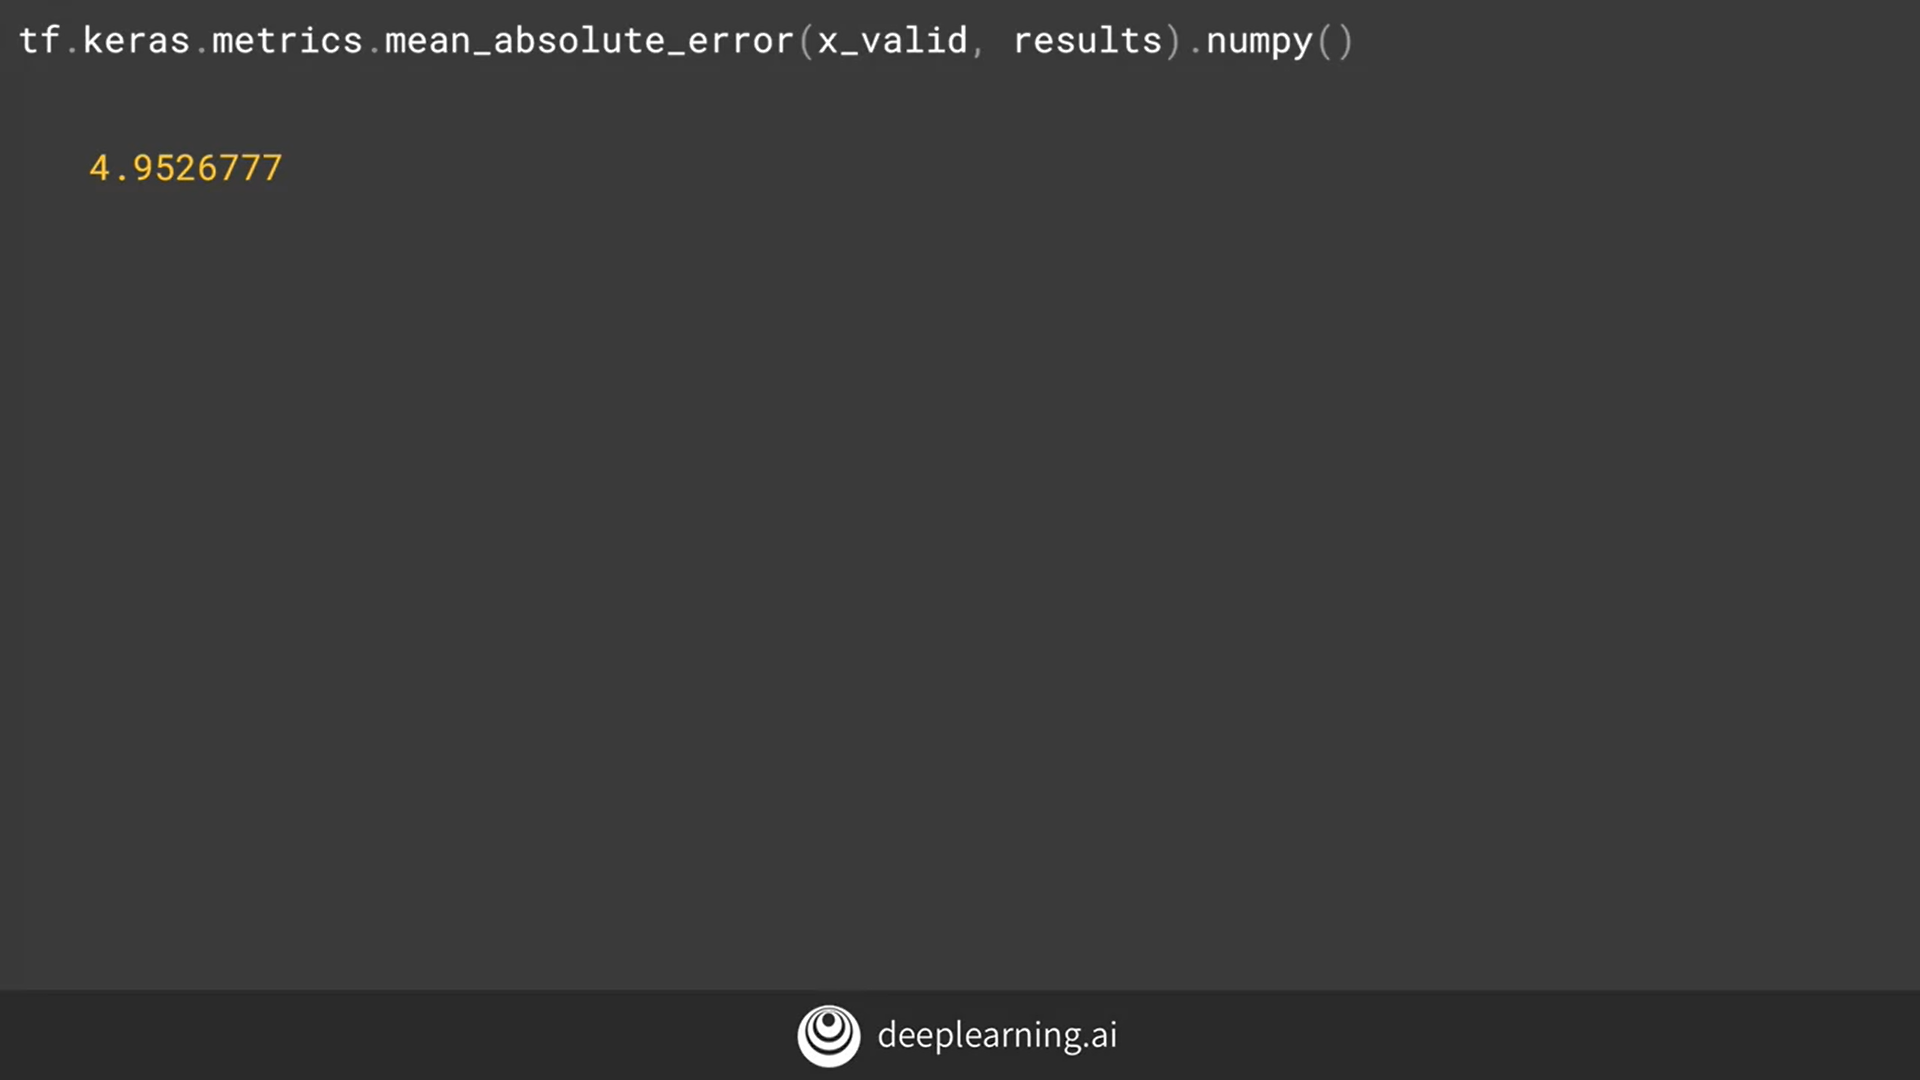 tf.keras.metrics.mean_absolute_error(x_valid, results).numpy()
4.9526777
deeplearning.ai